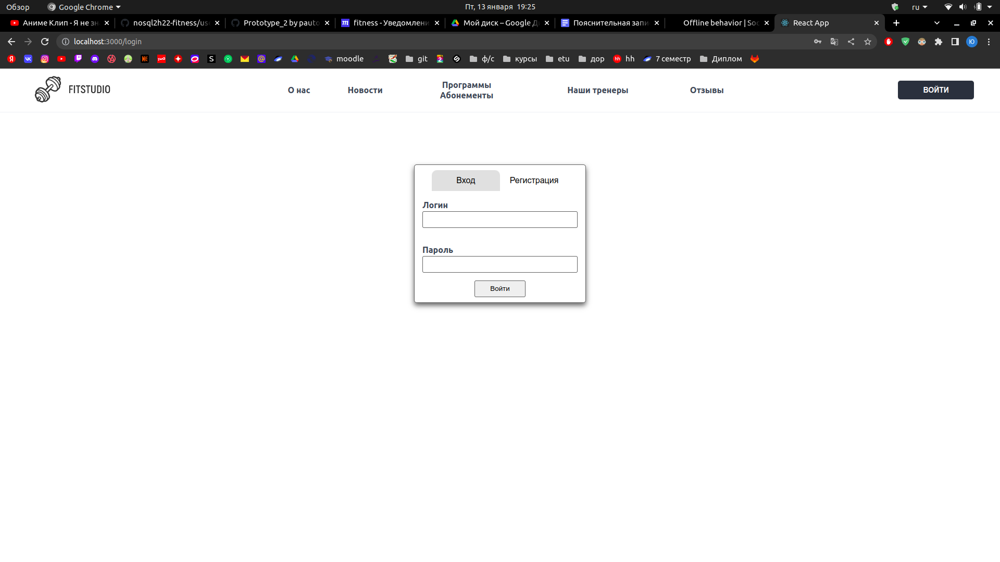 Обзор
Google Chrome
Пт, 13 января 19:25
ru
Аниме Клип - Я не зн
nosql2h22-fitness/use
Prototype_2 by pauto
fitness - Уведомлени
Мой диск – Google Д
Пояснительная запи
Offline behavior | Soc
React App
localhost:3000/login
Ю
moodle
git
ф/с
курсы
etu
дор
hh
7 семестр
Диплом
FITSTUDIO
О нас
Новости
Программы
Абонементы
Наши тренеры
Отзывы
ВОЙТИ
Вход
Регистрация
Логин
Пароль
Войти